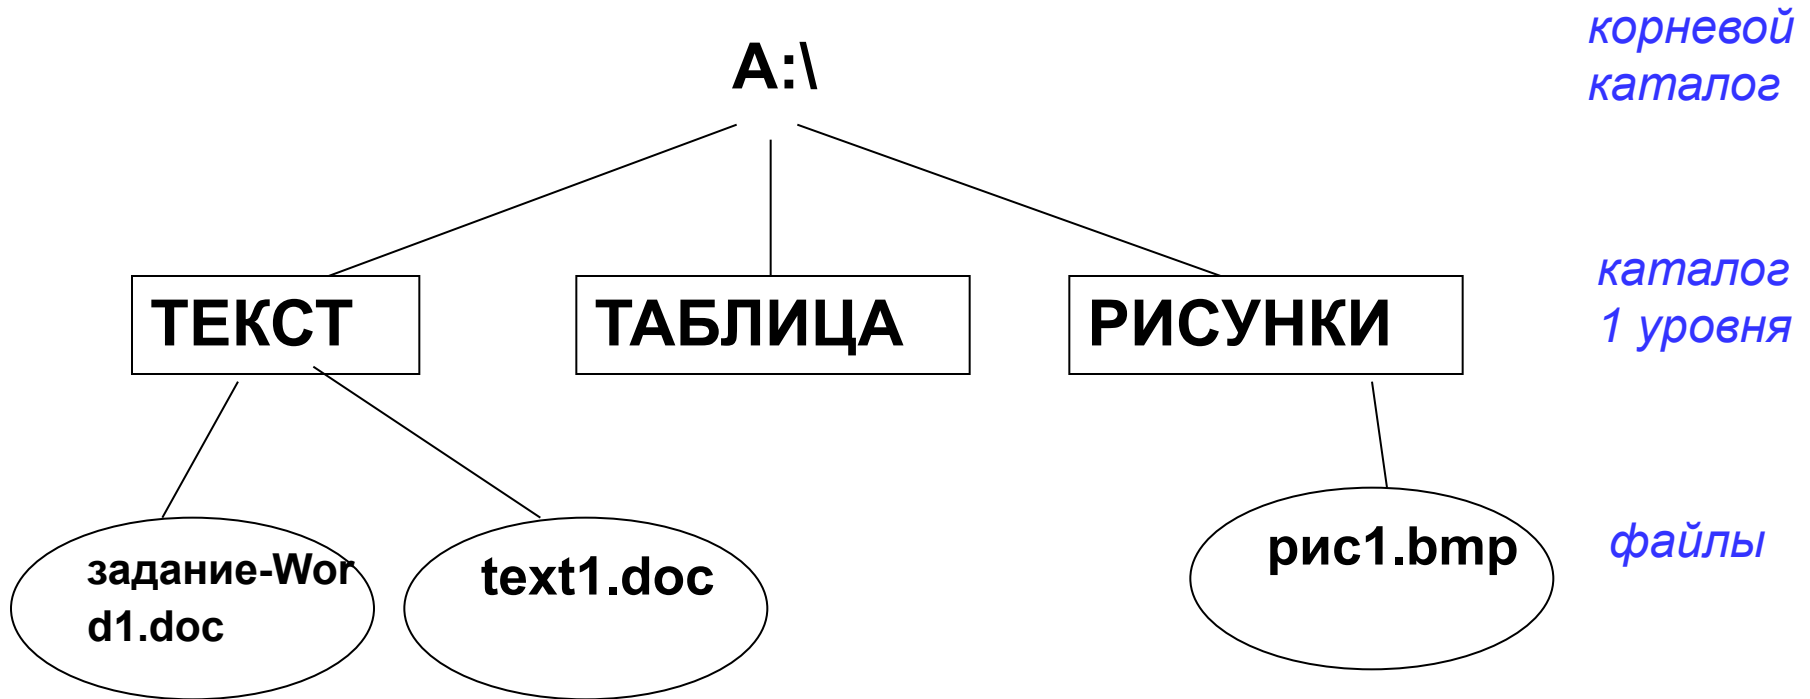 корневой
каталог
A:\
каталог
1 уровня
ТЕКСТ
ТАБЛИЦА
РИСУНКИ
файлы
задание-Wor
d1.doc
text1.doc
рис1.bmp